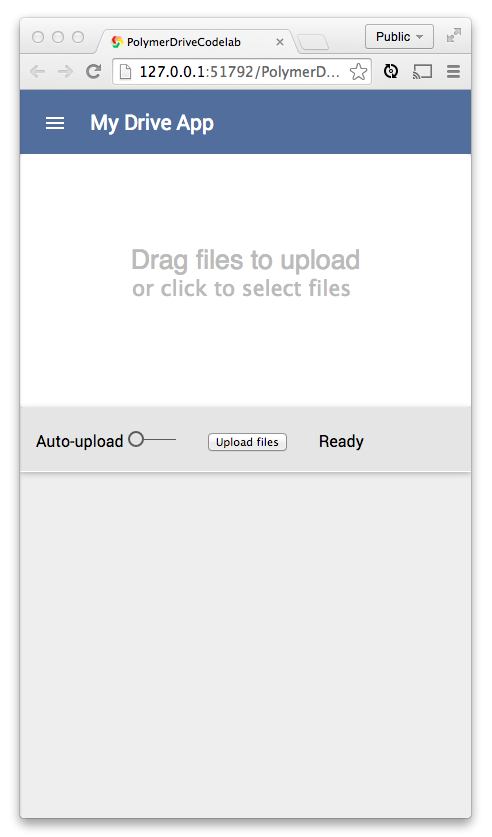 PolymerDriveCodelab
Public
127.0.0.1:51792/PolymerD...
My Drive App
Drag files to upload
or click to select files
Auto-upload
Upload files
Ready